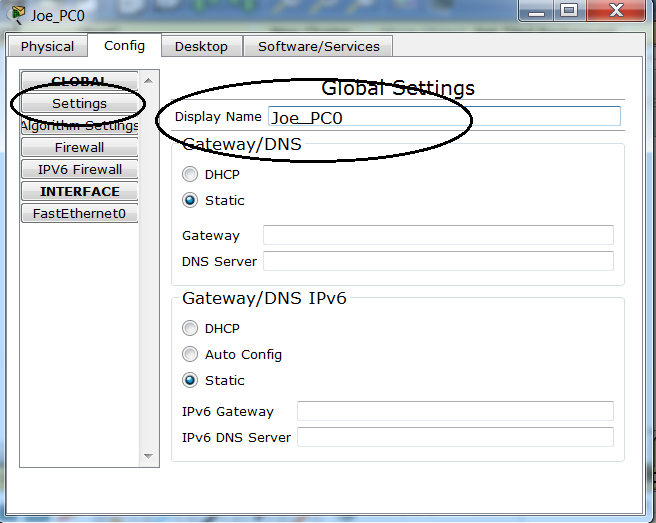 Joe_PC0
Physical Config Desktop Software/Services
GLOBAL
Settings
Algorithm Settings
Firewall
IPV6 Firewall
INTERFACE
FastEthernet0
Global Settings
Display Name Joe_PC0
Gateway/DNS
DHCP
Static
Gateway
DNS Server
Gateway/DNS IPv6
DHCP
Auto Config
Static
IPv6 Gateway
IPv6 DNS Server